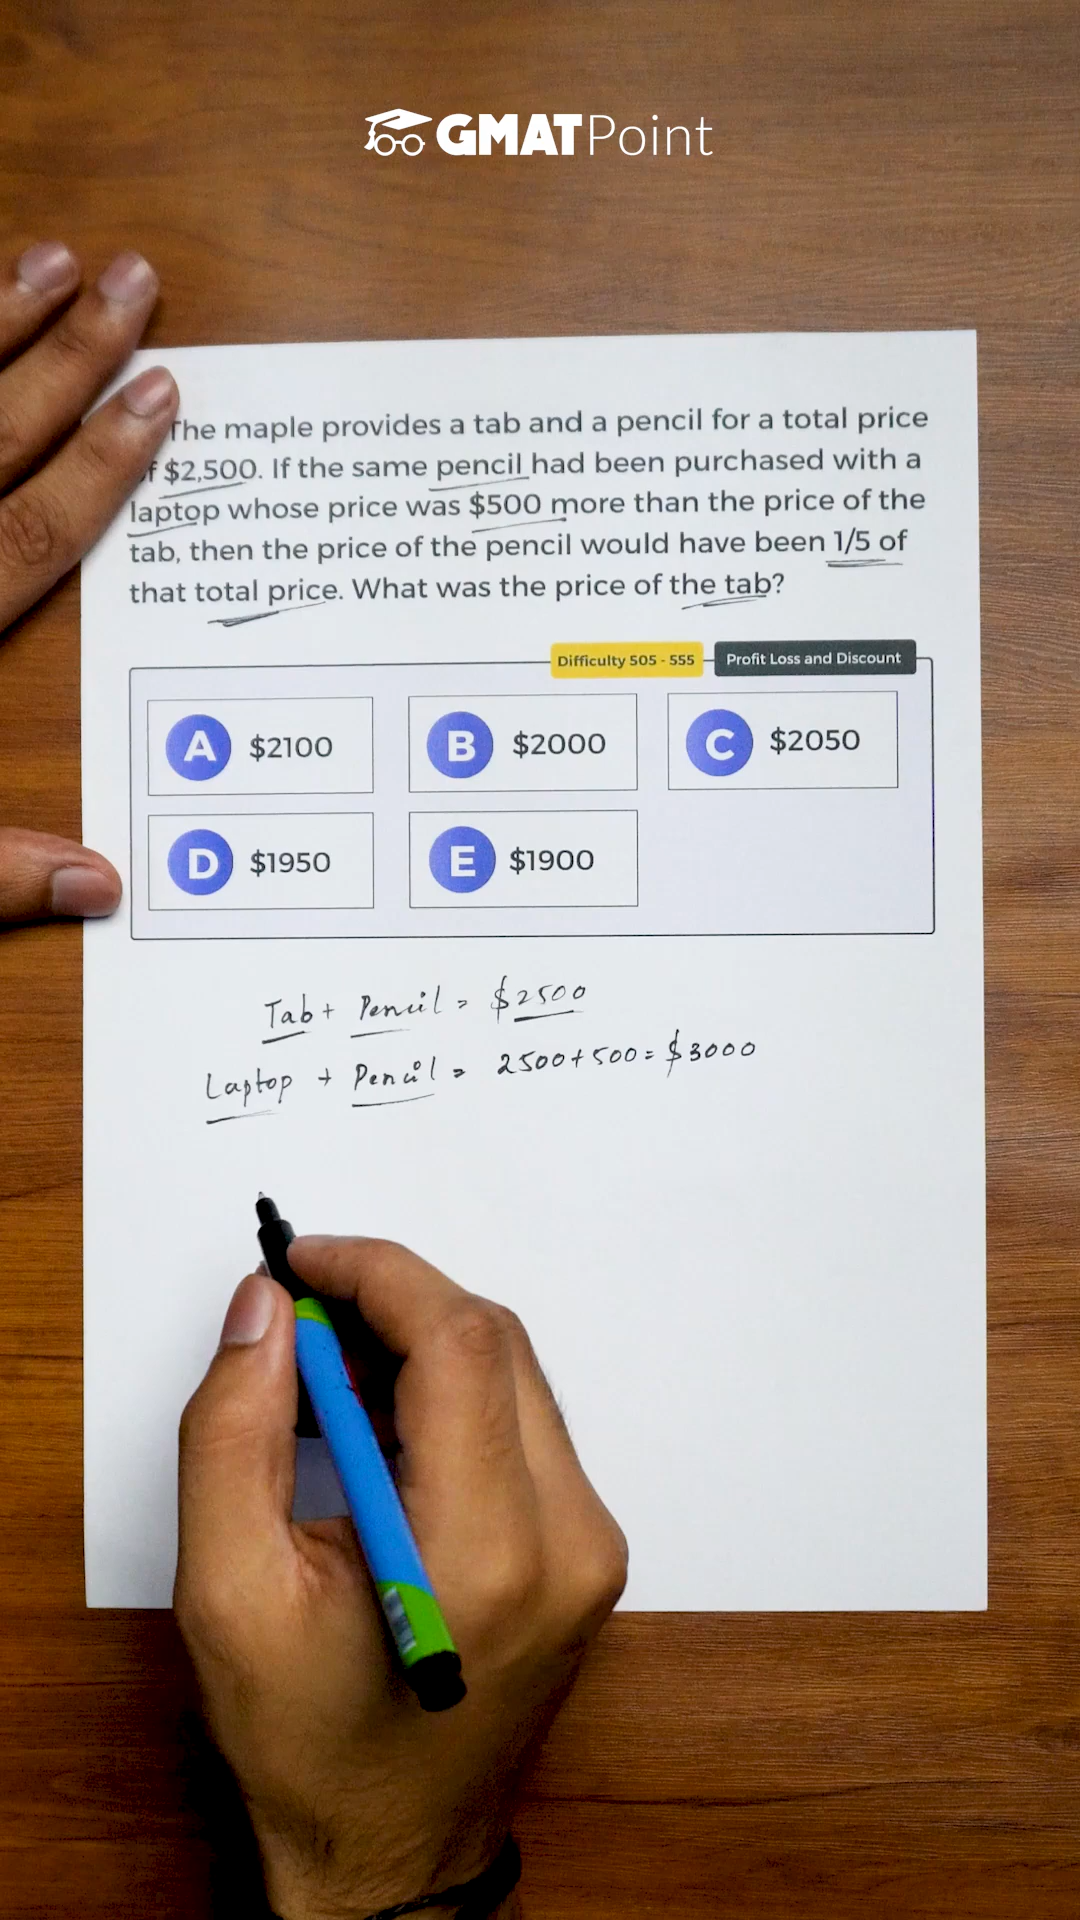 GMATPoint
The maple provides a tab and a pencil for a total price
of $2,500. If the same pencil had been purchased with a
laptop whose price was $500 more than the price of the
tab, then the price of the pencil would have been 1/5 of
that total price. What was the price of the tab?
Difficulty 505 - 555 Profit Loss and Discount
A $2100 B $2000 C $2050
D $1950 E $1900
Tab + Pencil = $2500
Laptop + Pencil = 2500+500 = $3000